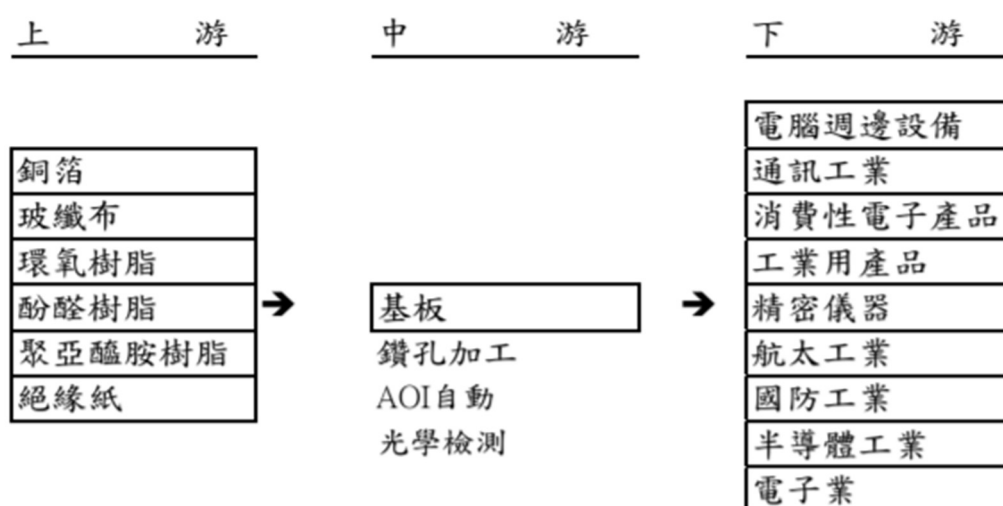 上 游
銅箔
玻纖布
環氧樹脂
酚醛樹脂
聚亞醯胺樹脂
絕緣紙
中 游
基板
鑽孔加工
AOI自動
光學檢測
下 游
電腦週邊設備
通訊工業
消費性電子產品
工業用產品
精密儀器
航太工業
國防工業
半導體工業
電子業